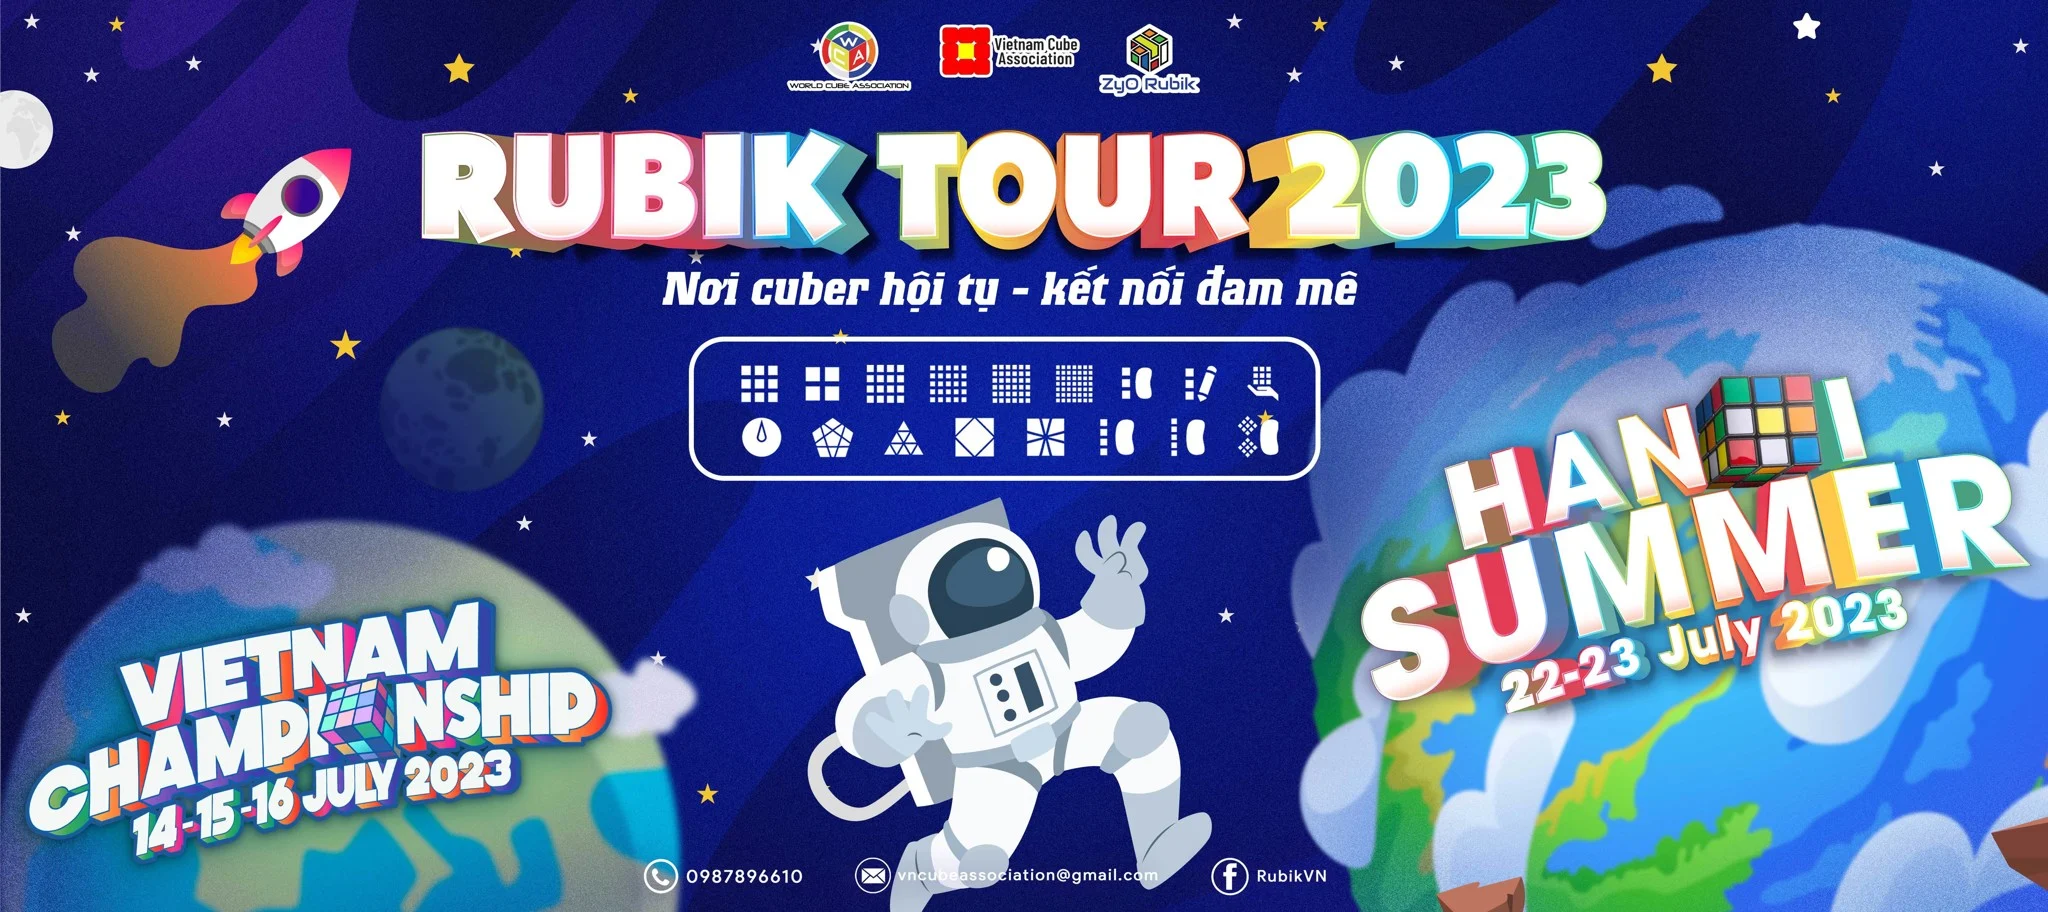 WCA
WORLD CUBE ASSOCIATION
Vietnam Cube
Association
ZyO Rubik
RUBIK TOUR 2023
Nơi cuber hội tụ - kết nối đam mê
HANOI
SUMMER
22-23 July 2023
VIETNAM
CHAMPIONSHIP
14-15-16 JULY 2023
0987896610
vncubeassociation@gmail.com
RubikVN